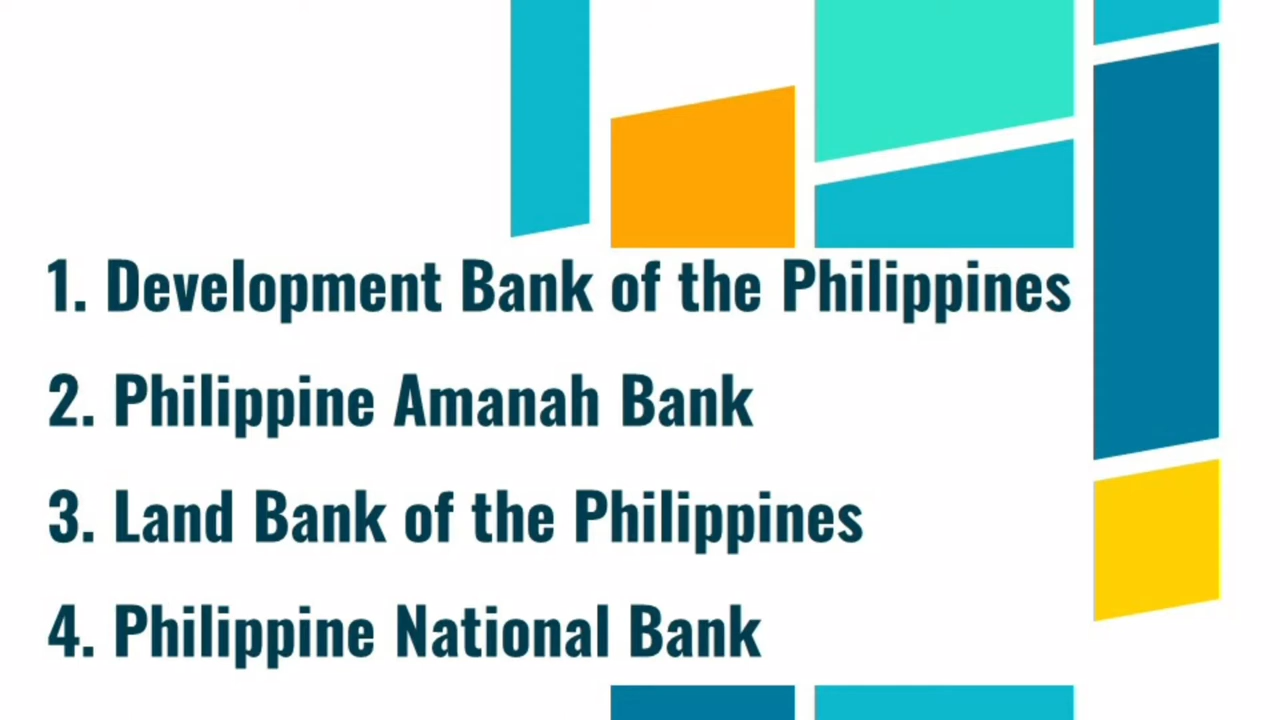 1. Development Bank of the Philippines
2. Philippine Amanah Bank
3. Land Bank of the Philippines
4. Philippine National Bank